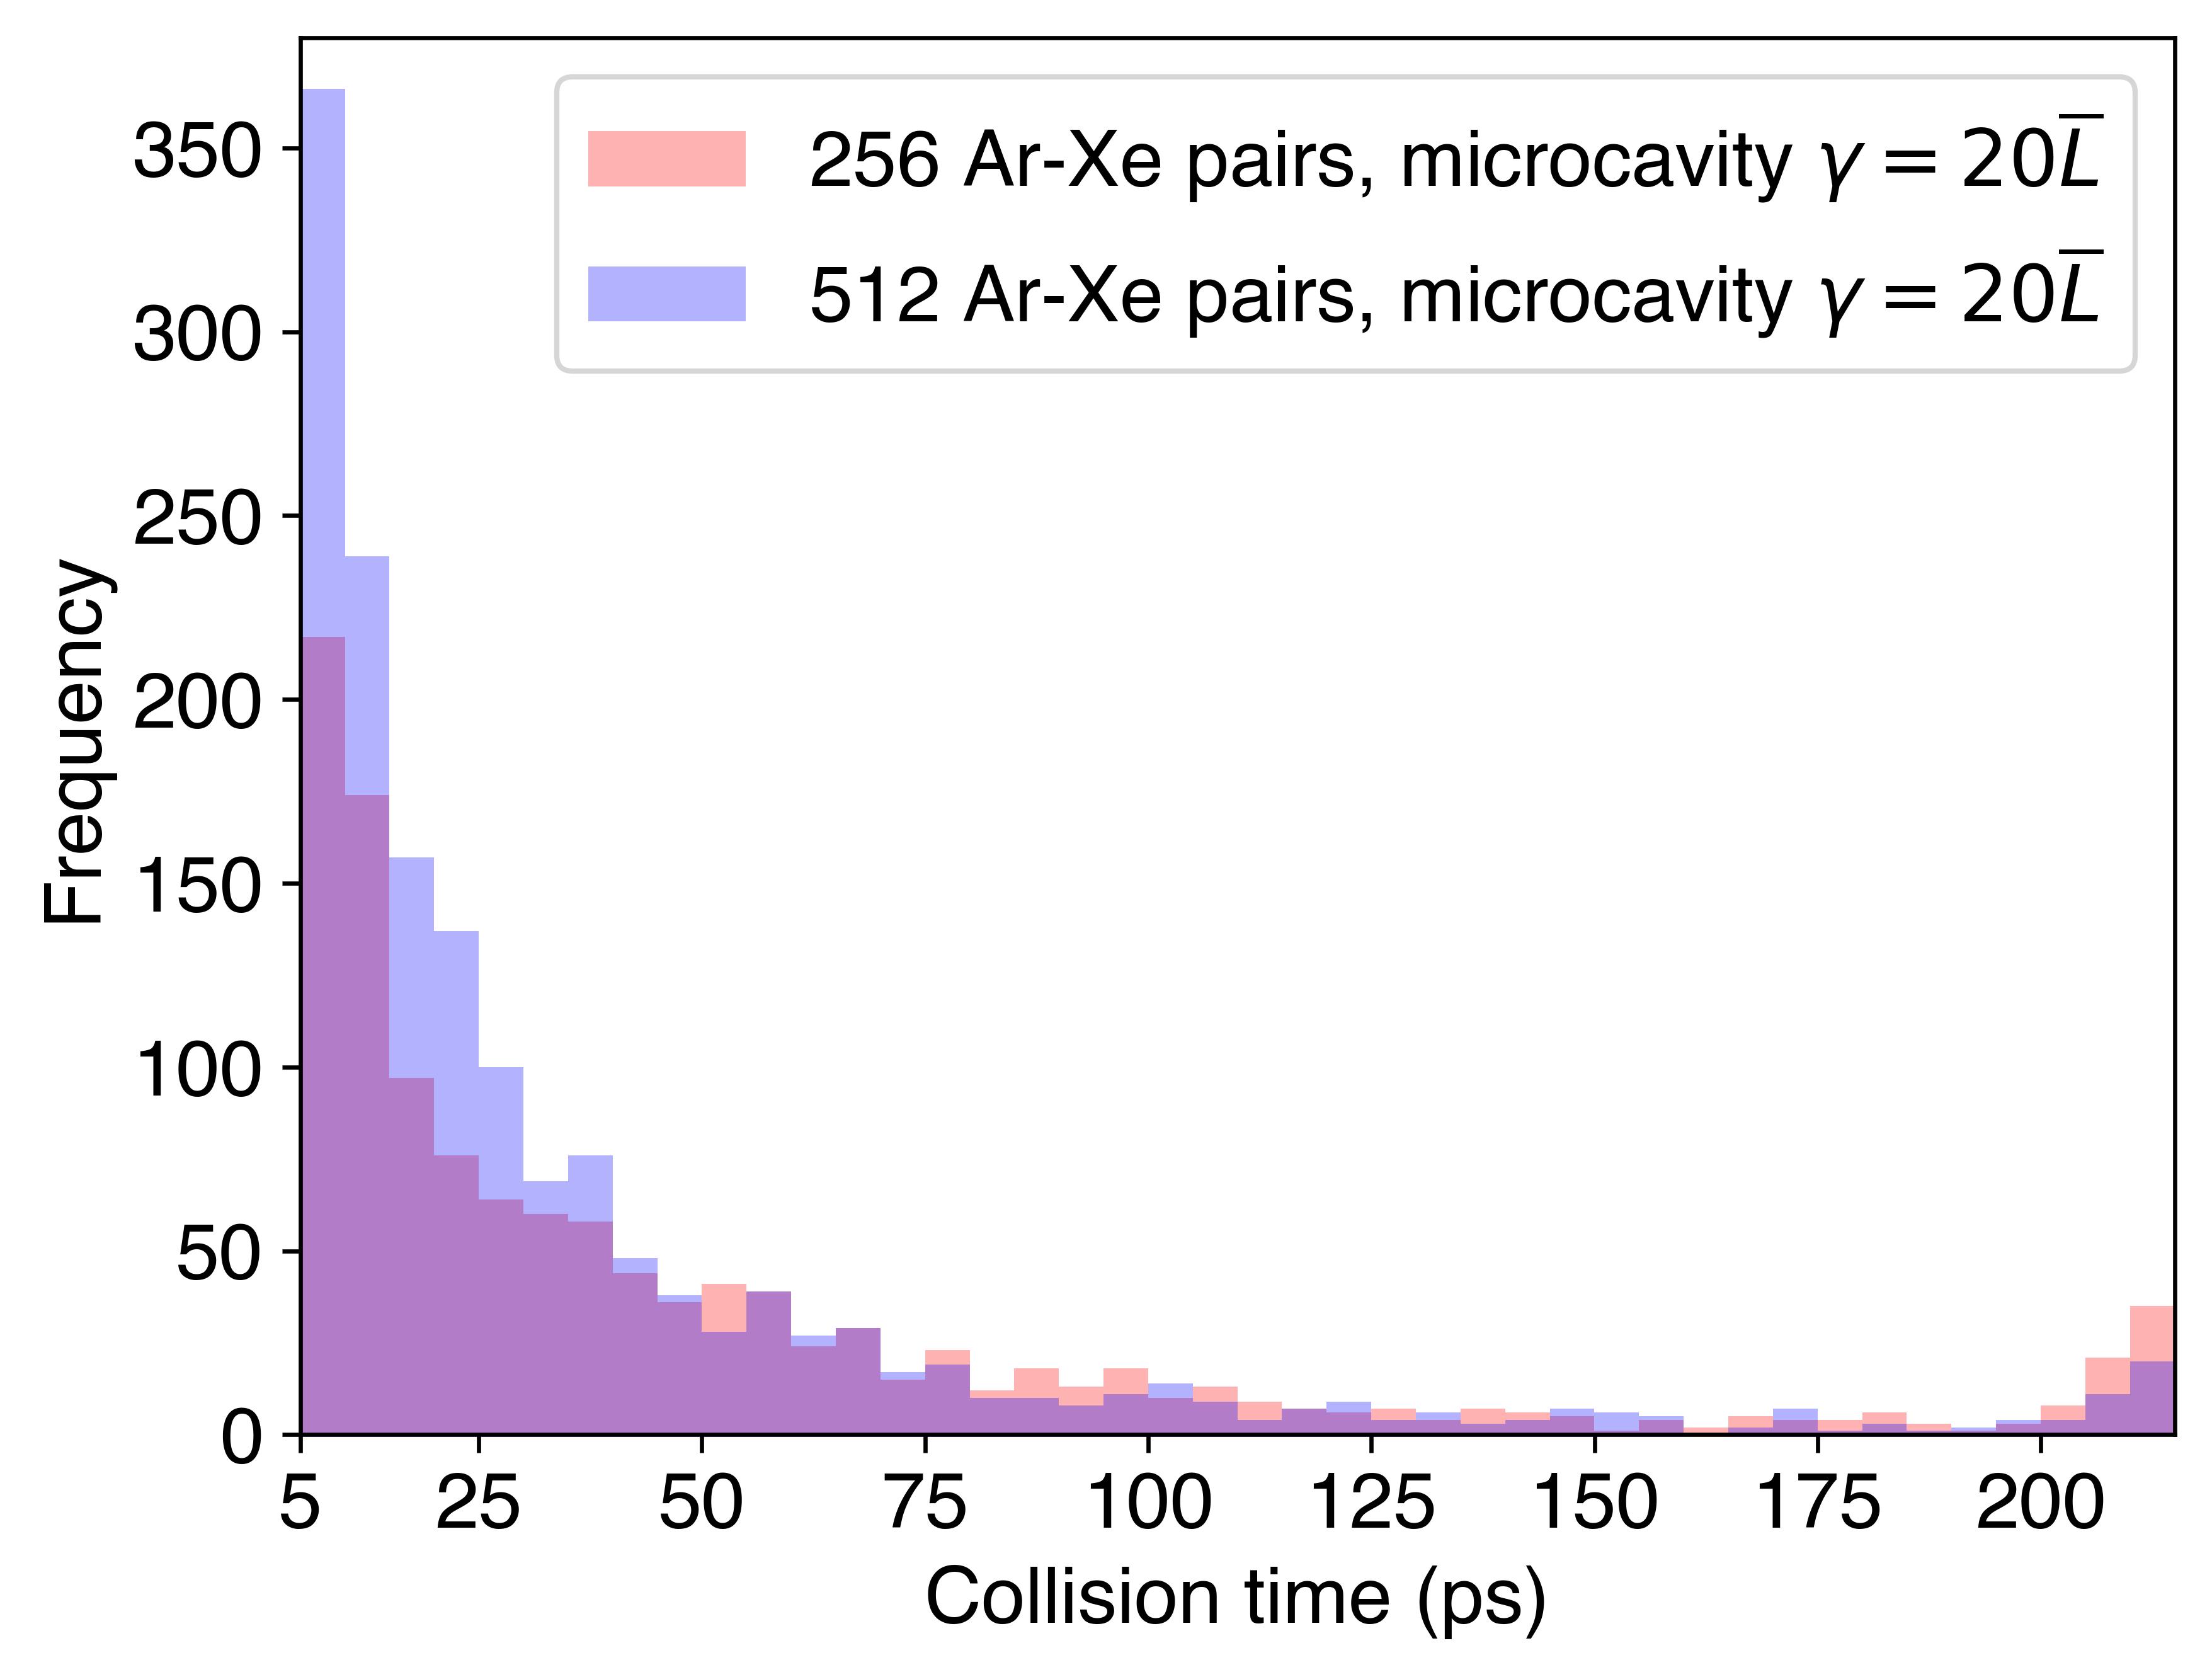 256 Ar-Xe pairs, microcavity γ = 20L̅
512 Ar-Xe pairs, microcavity γ = 20L̅
350
300
250
200
150
100
50
0
Frequency
5 25 50 75 100 125 150 175 200
Collision time (ps)